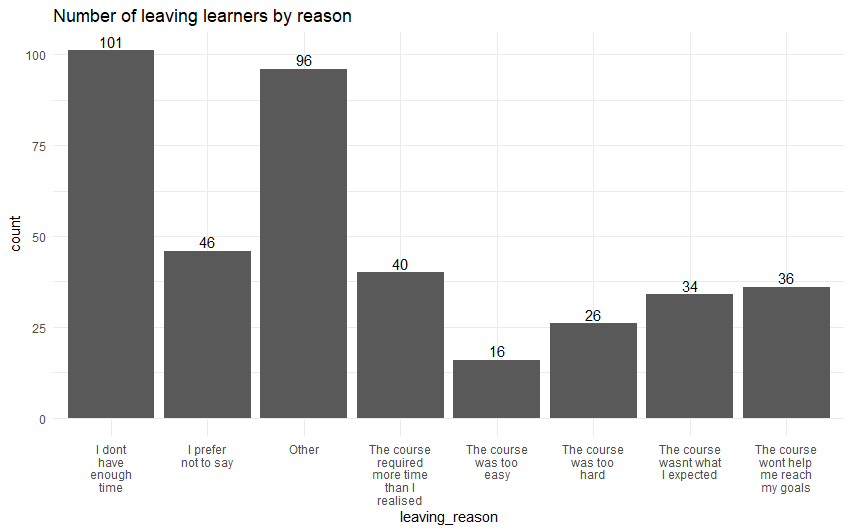 Number of leaving learners by reason
count
100
75
50
25
0
101
46
96
40
16
26
34
36
I dont
have
enough
time
I prefer
not to say
Other
The course
required
more time
than I
realised
The course
was too
easy
The course
was too
hard
The course
wasnt what
I expected
The course
wont help
me reach
my goals
leaving_reason